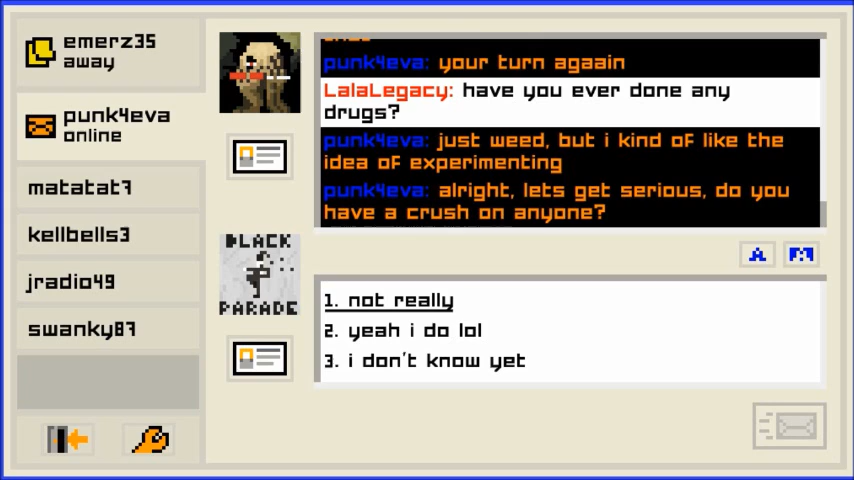 emerz35
away
punk4eva
online
matatat7
kellbells3
jradio49
swanky87
BLACK
PARADE
punk4eva: your turn agaain
LalaLegacy: have you ever done any
drugs?
punk4eva: just weed, but i kind of like the
idea of experimenting
punk4eva: alright, lets get serious, do you
have a crush on anyone?
A
1. not really
2. yeah i do lol
3. i don't know yet